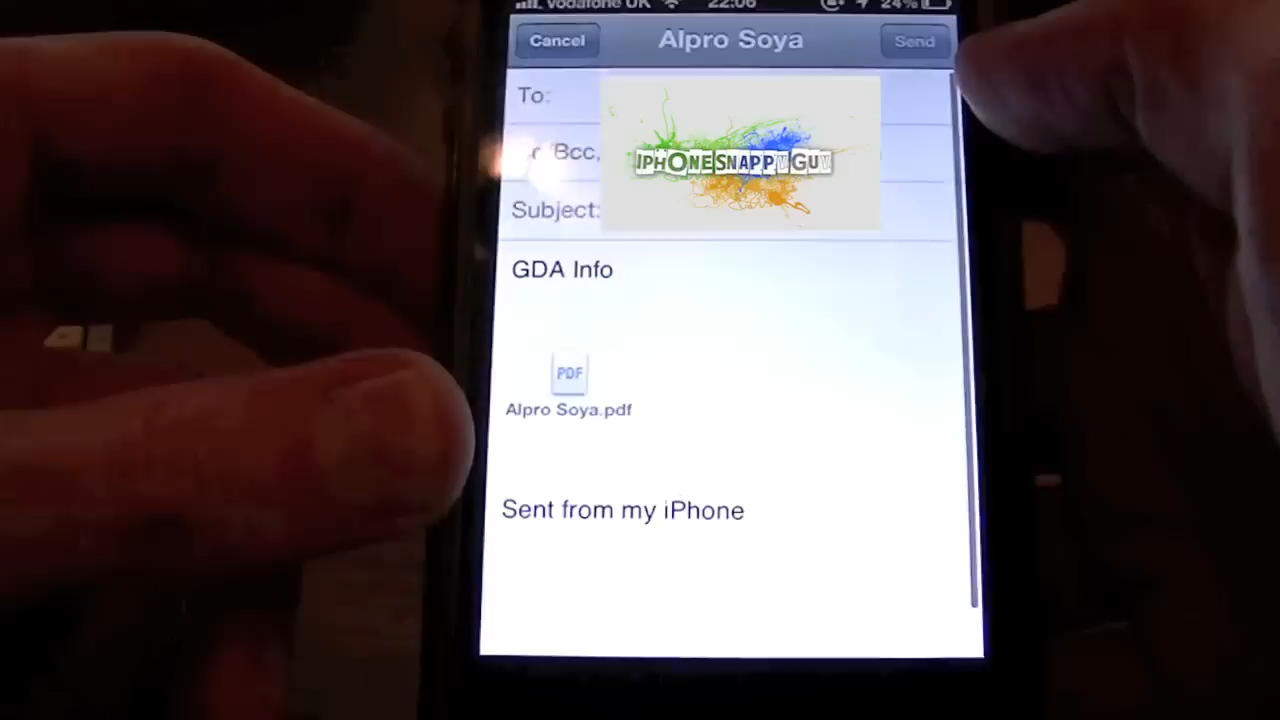 vodafone UK 22:06 24%
Cancel Alpro Soya Send
To:
IPHONESNAPPYGUY
Bcc,
Subject:
GDA Info
PDF
Alpro Soya.pdf
Sent from my iPhone